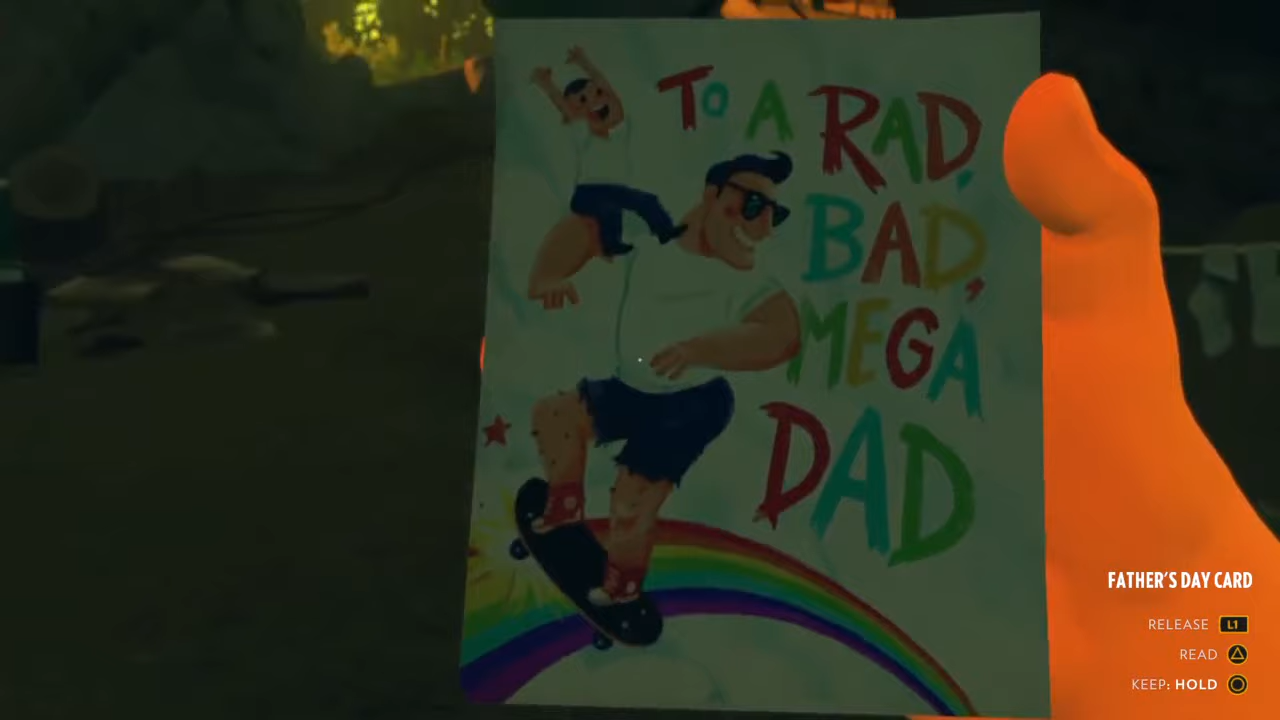 To A RAD,
BAD,
MEGA
DAD
FATHER'S DAY CARD
RELEASE L1
READ
KEEP: HOLD